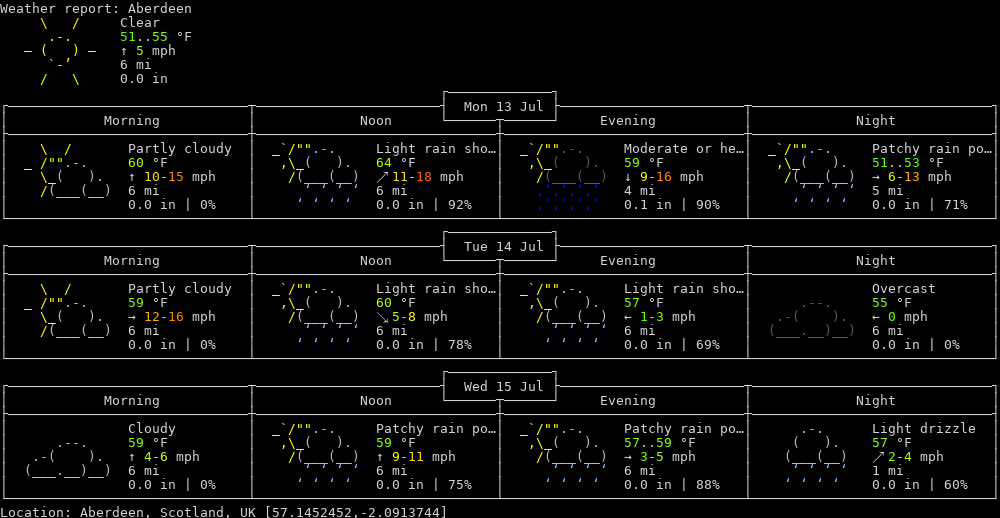 Weather report: Aberdeen
Clear
51..55 °F
↑ 5 mph
6 mi
0.0 in
Mon 13 Jul
Morning Noon Evening Night
Partly cloudy Light rain sho… Moderate or he… Patchy rain po…
60 °F 64 °F 59 °F 51..53 °F
↑ 10-15 mph ↗ 11-18 mph ↓ 9-16 mph → 6-13 mph
6 mi 6 mi 4 mi 5 mi
0.0 in | 0% 0.0 in | 92% 0.1 in | 90% 0.0 in | 71%
Tue 14 Jul
Morning Noon Evening Night
Partly cloudy Light rain sho… Light rain sho… Overcast
59 °F 60 °F 57 °F 55 °F
→ 12-16 mph ↘ 5-8 mph ← 1-3 mph ← 0 mph
6 mi 6 mi 6 mi 6 mi
0.0 in | 0% 0.0 in | 78% 0.0 in | 69% 0.0 in | 0%
Wed 15 Jul
Morning Noon Evening Night
Cloudy Patchy rain po… Patchy rain po… Light drizzle
59 °F 59 °F 57..59 °F 57 °F
↑ 4-6 mph ↑ 9-11 mph → 3-5 mph ↗ 2-4 mph
6 mi 6 mi 6 mi 1 mi
0.0 in | 0% 0.0 in | 75% 0.0 in | 88% 0.0 in | 60%
Location: Aberdeen, Scotland, UK [57.1452452,-2.0913744]